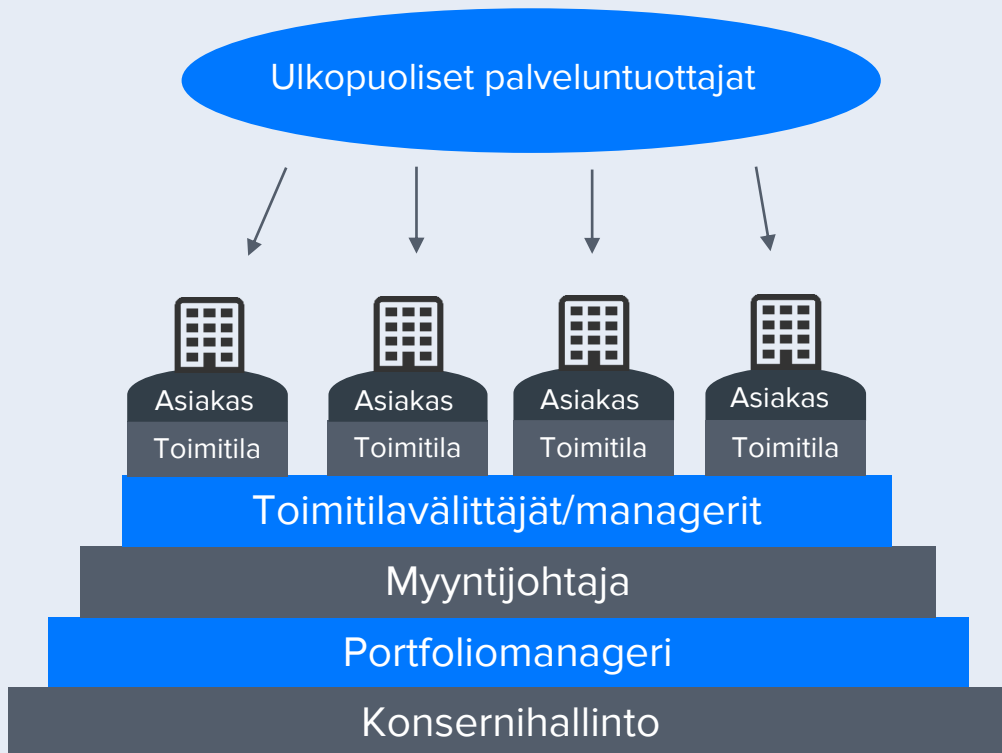 Ulkopuoliset palveluntuottajat
Asiakas
Asiakas
Asiakas
Asiakas
Toimitila
Toimitila
Toimitila
Toimitila
Toimitilavälittäjät/managerit
Myyntijohtaja
Portfoliomanageri
Konsernihallinto